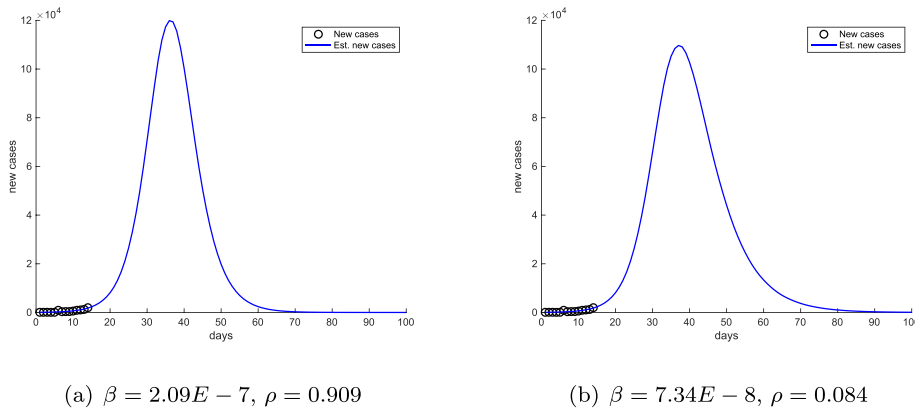 ×10⁴
12
10
8
6
4
2
0
new cases
0 10 20 30 40 50 60 70 80 90 100
days
New cases
Est. new cases
(a) β = 2.09E − 7, ρ = 0.909
×10⁴
12
10
8
6
4
2
0
new cases
0 10 20 30 40 50 60 70 80 90 100
days
New cases
Est. new cases
(b) β = 7.34E − 8, ρ = 0.084